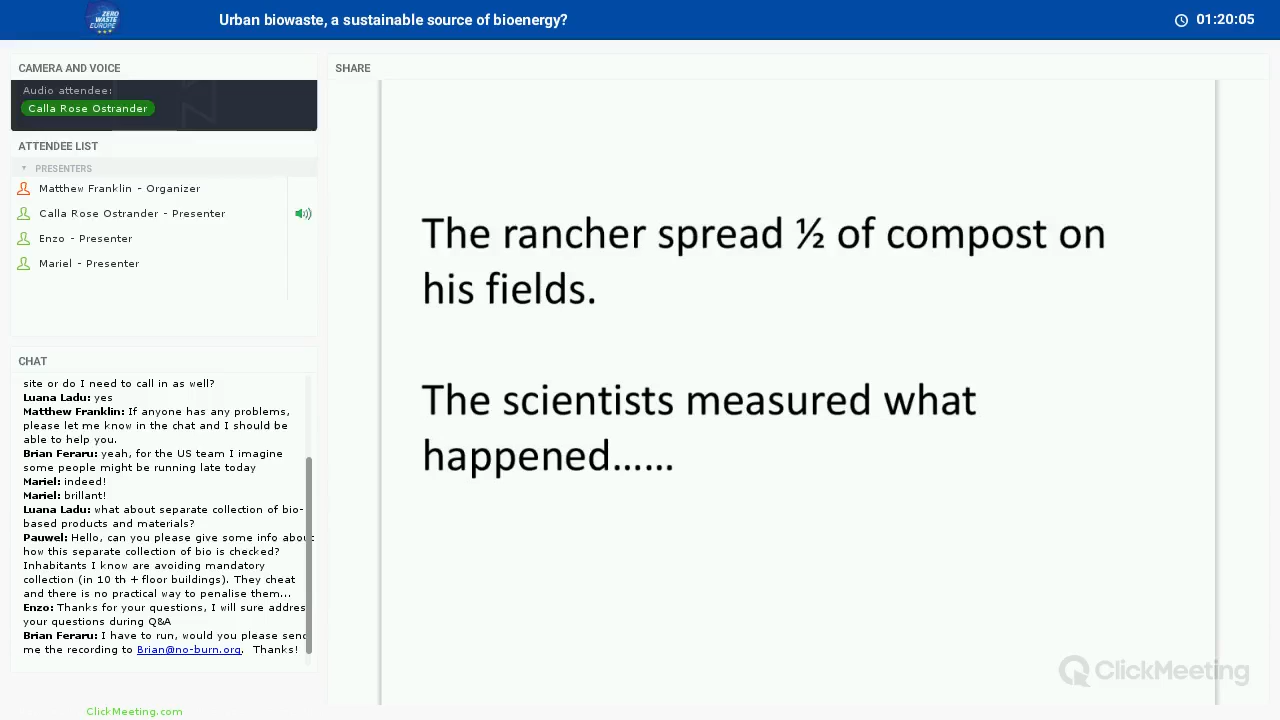 ZERO WASTE EUROPE
Urban biowaste, a sustainable source of bioenergy?
01:20:05
CAMERA AND VOICE
Audio attendee:
Calla Rose Ostrander
ATTENDEE LIST
PRESENTERS
Matthew Franklin - Organizer
Calla Rose Ostrander - Presenter
Enzo - Presenter
Mariel - Presenter
CHAT
site or do I need to call in as well?
Luana Ladu: yes
Matthew Franklin: If anyone has any problems,
please let me know in the chat and I should be
able to help you.
Brian Feraru: yeah, for the US team I imagine
some people might be running late today
Mariel: indeed!
Mariel: brillant!
Luana Ladu: what about separate collection of bio-
based products and materials?
Pauwel: Hello, can you please give some info about
how this separate collection of bio is checked?
Inhabitants I know are avoiding mandatory
collection (in 10 th + floor buildings). They cheat
and there is no practical way to penalise them...
Enzo: Thanks for your questions, I will sure addres
your questions during Q&A
Brian Feraru: I have to run, would you please send
me the recording to Brian@no-burn.org. Thanks!
ClickMeeting.com
SHARE
The rancher spread ½ of compost on
his fields.
The scientists measured what
happened......
ClickMeeting